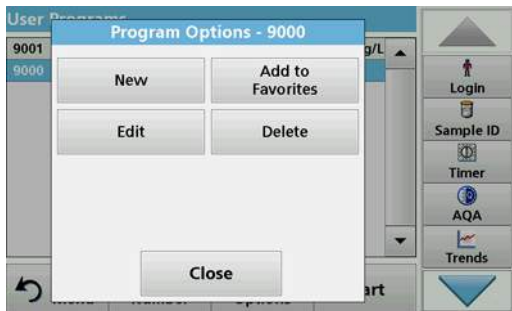 User Programs
Program Options - 9000
9001
g/L
9000
New
Add to
Favorites
Edit
Delete
Close
Login
Sample ID
Timer
AQA
Trends